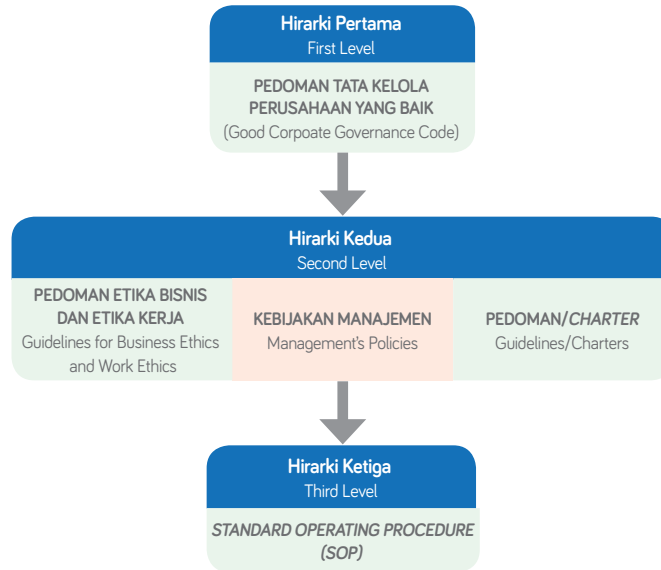 Hirarki Pertama
First Level
PEDOMAN TATA KELOLA
PERUSAHAAN YANG BAIK
(Good Corpoate Governance Code)
Hirarki Kedua
Second Level
PEDOMAN ETIKA BISNIS
DAN ETIKA KERJA
Guidelines for Business Ethics
and Work Ethics
KEBIJAKAN MANAJEMEN
Management's Policies
PEDOMAN/CHARTER
Guidelines/Charters
Hirarki Ketiga
Third Level
STANDARD OPERATING PROCEDURE
(SOP)